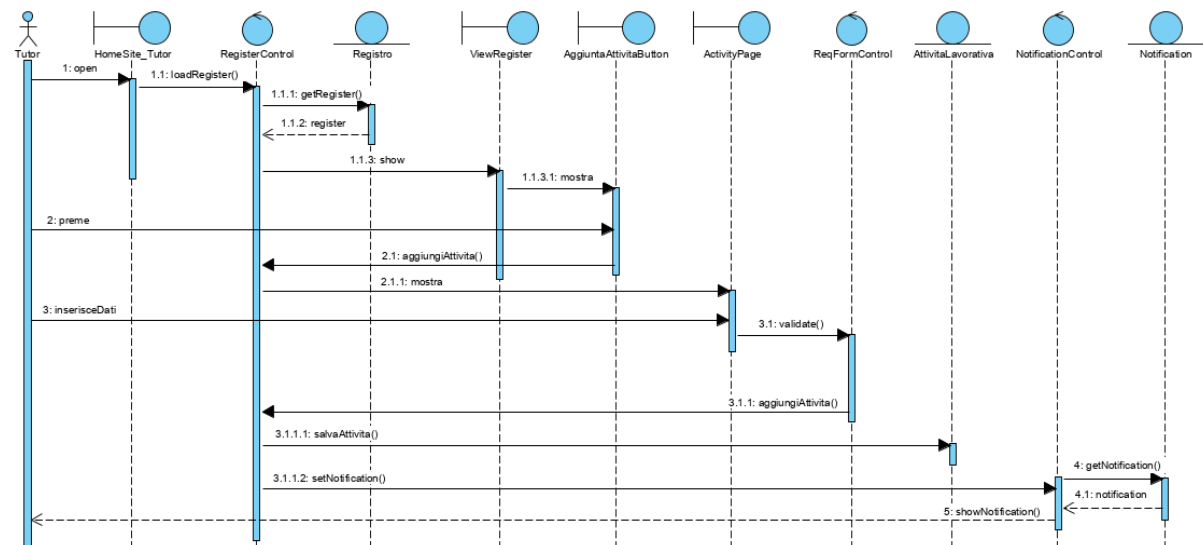 Tutor
HomeSite_Tutor
RegisterControl
Registro
ViewRegister
AggiuntaAttivitaButton
ActivityPage
ReqFormControl
AttivitaLavorativa
NotificationControl
Notification
1: open
1.1: loadRegister()
1.1.1: getRegister()
1.1.2: register
1.1.3: show
1.1.3.1: mostra
2: preme
2.1: aggiungiAttivita()
2.1.1: mostra
3: inserisceDati
3.1: validate()
3.1.1: aggiungiAttivita()
3.1.1.1: salvaAttivita()
3.1.1.2: setNotification()
4: getNotification()
4.1: notification
5: showNotification()